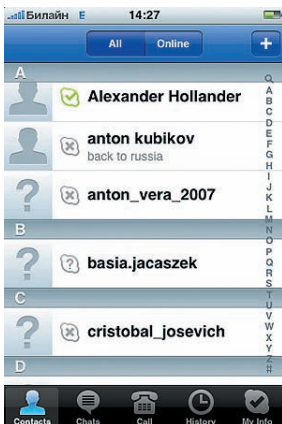 Билайн E 14:27
All Online +
A
Alexander Hollander
anton kubikov
back to russia
anton_vera_2007
B
basia.jacaszek
C
cristobal_josevich
D
A
B
C
D
E
F
G
H
I
J
K
L
M
N
O
P
Q
R
S
T
U
V
W
X
Y
Z
#
Contacts Chats Call History My Info